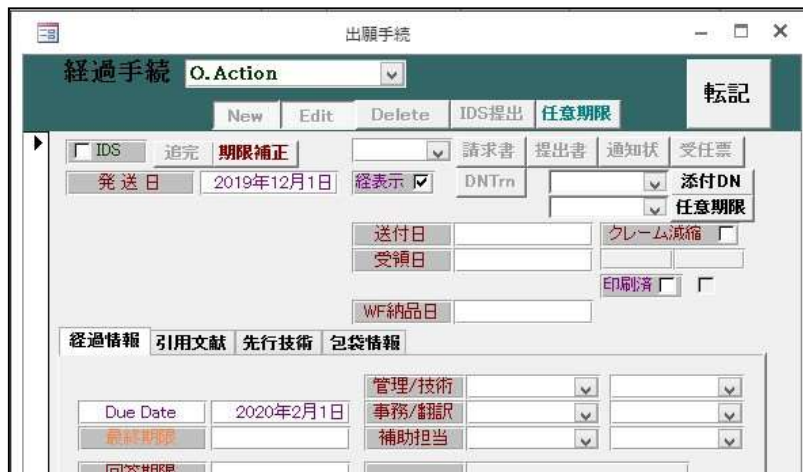 出願手続
経過手続 O.Action
転記
New Edit Delete IDS提出 任意期限
IDS 追完 期限補正 請求書 提出書 通知状 受任票
発送日 2019年12月1日 経表示 DNTrn 添付DN
任意期限
送付日 クレーム減縮
受領日
印刷済
WF納品日
経過情報 引用文献 先行技術 包袋情報
管理/技術
Due Date 2020年2月1日 事務/翻訳
最終期限 補助担当
回答期限